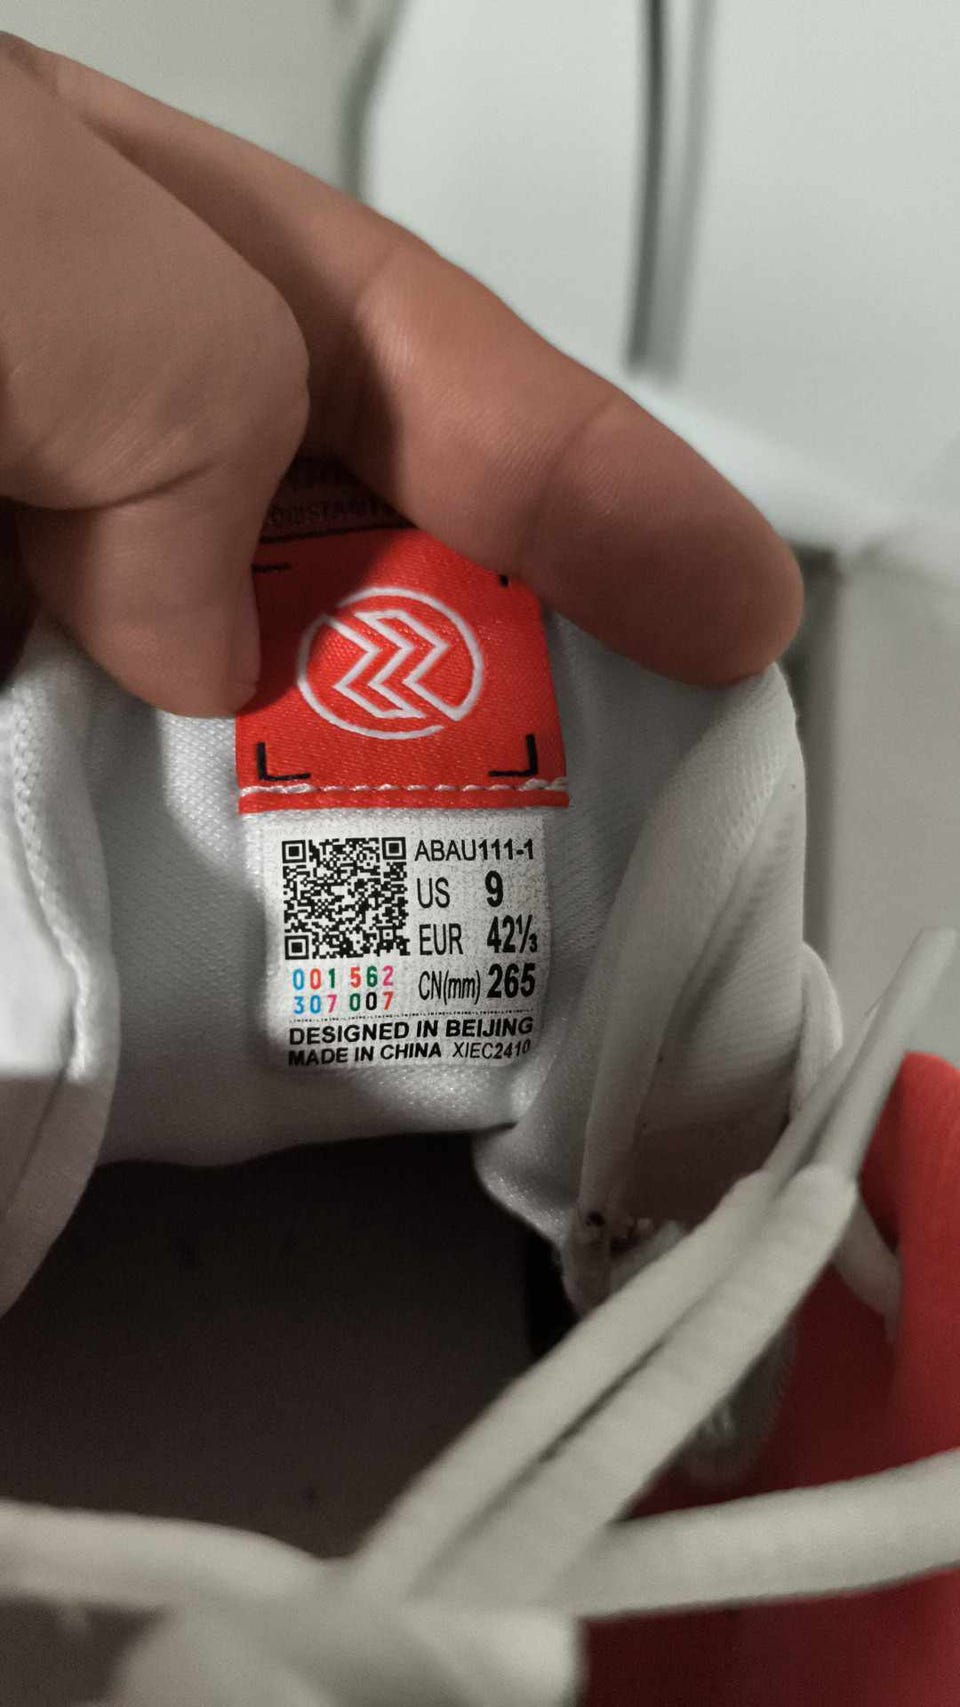 ABAU111-1
US 9
EUR 42⅓
CN(mm) 265
001 562
307 007
DESIGNED IN BEIJING
MADE IN CHINA XIEC2410